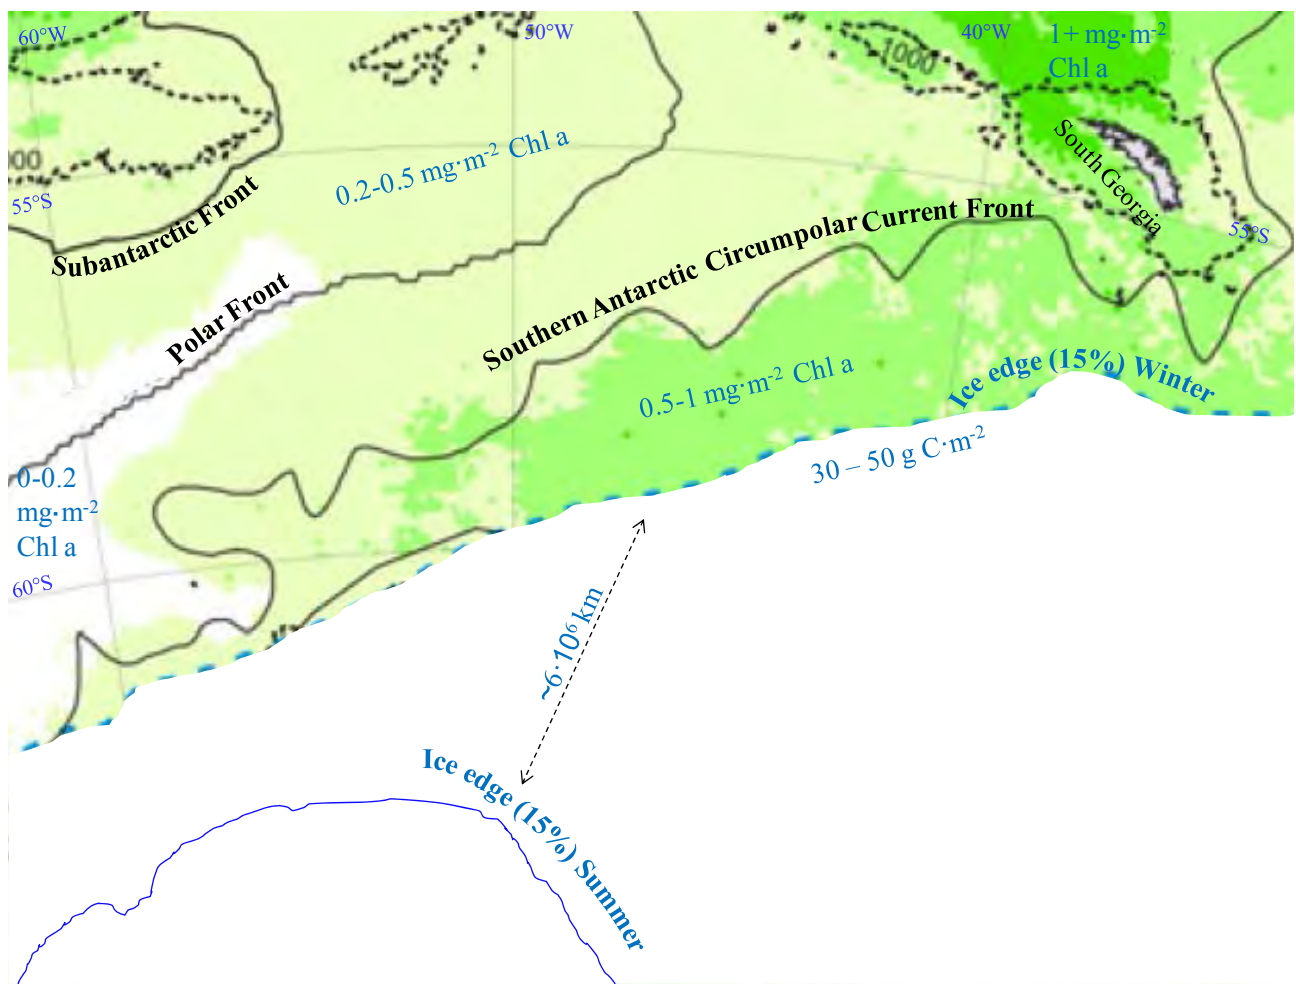 60°W
50°W
40°W
1+ mg·m-2
Chl a
1000
South Georgia
0.2-0.5 mg·m-2 Chl a
00
55°S
Subantarctic Front
Southern Antarctic Circumpolar Current Front
55°S
Polar Front
Ice edge (15%) Winter
0.5-1 mg·m-2 Chl a
30 – 50 g C·m-2
0-0.2
mg·m-2
Chl a
60°S
~6·10⁶ km
Ice edge (15%) Summer